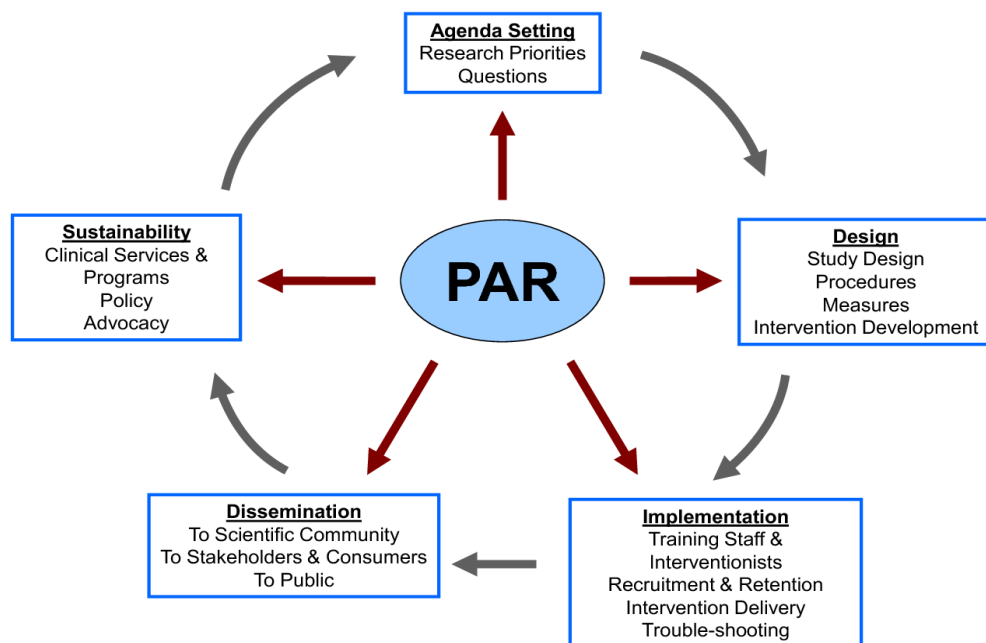 Agenda Setting
Research Priorities
Questions
Sustainability
Clinical Services &
Programs
Policy
Advocacy
PAR
Design
Study Design
Procedures
Measures
Intervention Development
Dissemination
To Scientific Community
To Stakeholders & Consumers
To Public
Implementation
Training Staff &
Interventionists
Recruitment & Retention
Intervention Delivery
Trouble-shooting